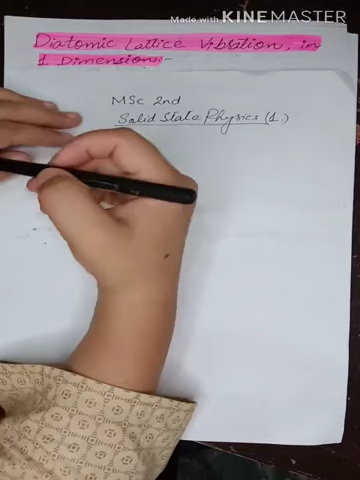 Made with KINEMASTER
Diatomic Lattice Vibration, in
1 Dimension:-
MSc 2nd
Solid State Physics (1.)